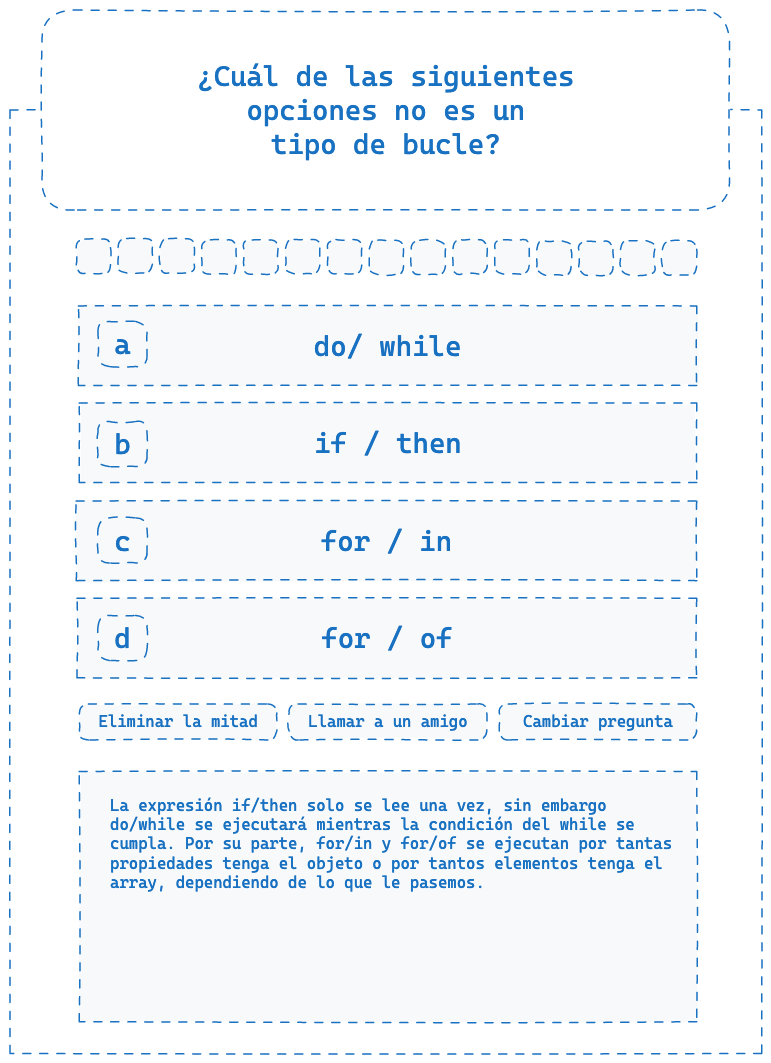 ¿Cuál de las siguientes
opciones no es un
tipo de bucle?
a
do/ while
b
if / then
c
for / in
d
for / of
Eliminar la mitad
Llamar a un amigo
Cambiar pregunta
La expresión if/then solo se lee una vez, sin embargo
do/while se ejecutará mientras la condición del while se
cumpla. Por su parte, for/in y for/of se ejecutan por tantas
propiedades tenga el objeto o por tantos elementos tenga el
array, dependiendo de lo que le pasemos.